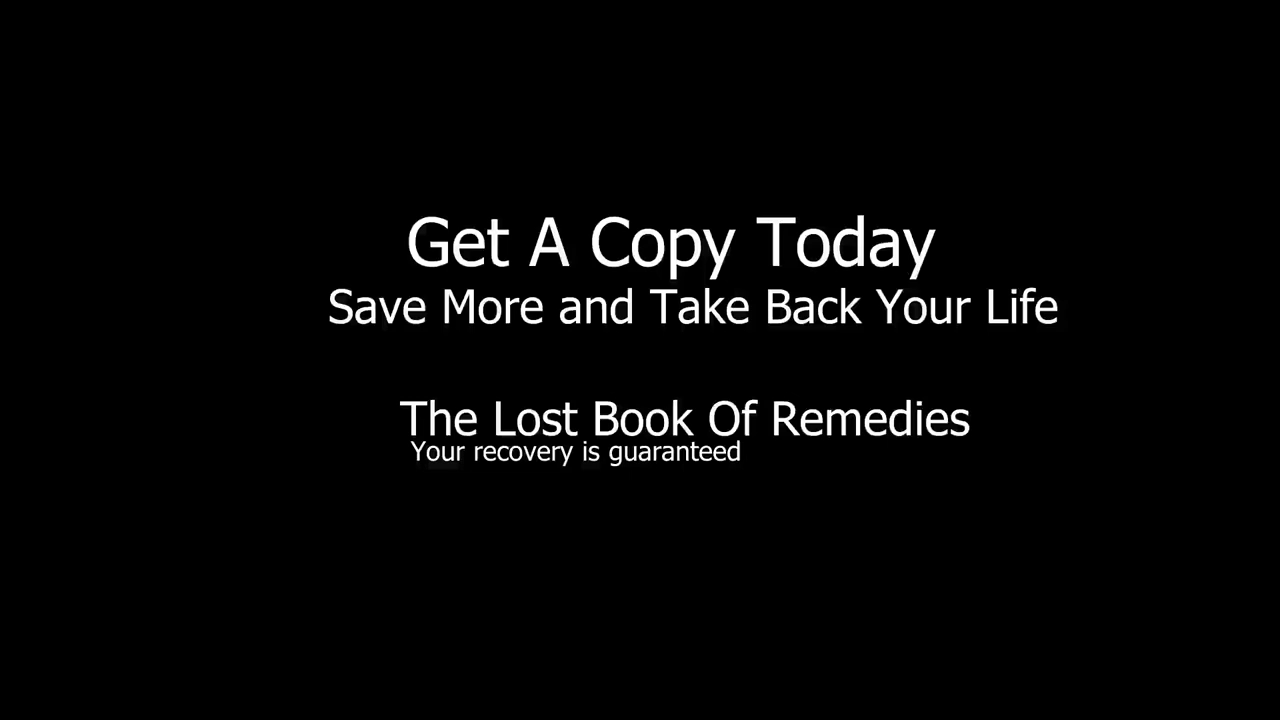 Get A Copy Today
Save More and Take Back Your Life
The Lost Book Of Remedies
Your recovery is guaranteed